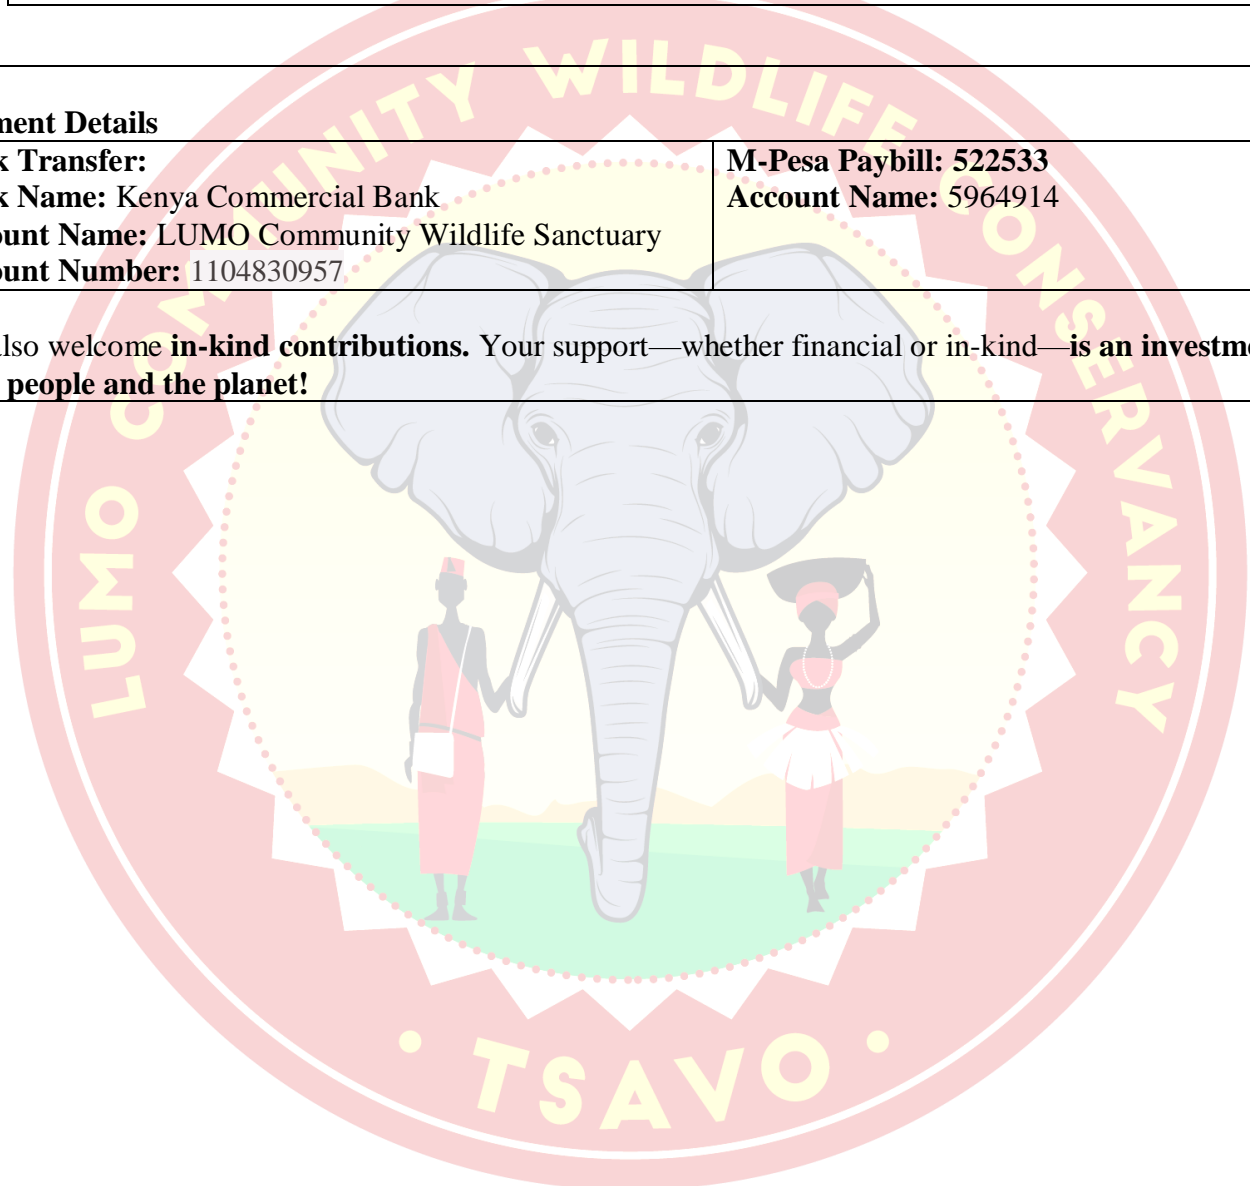 LUMO COMMUNITY WILDLIFE CONSERVANCY
ment Details
k Transfer:
k Name: Kenya Commercial Bank
ount Name: LUMO Community Wildlife Sanctuary
ount Number: 1104830957
M-Pesa Paybill: 522533
Account Name: 5964914
also welcome in-kind contributions. Your support—whether financial or in-kind—is an investme
people and the planet!
• TSAVO •